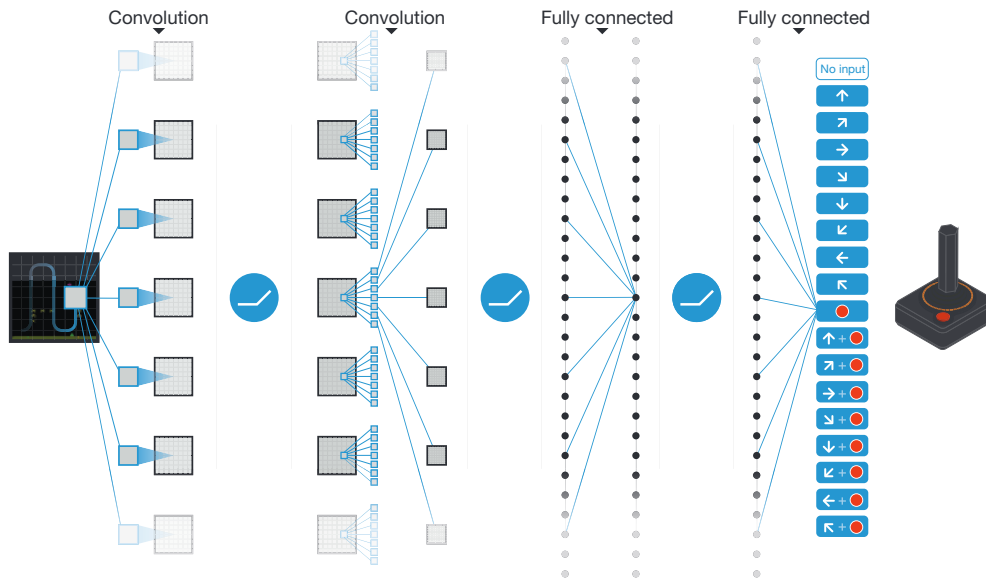 Convolution
Convolution
Fully connected
Fully connected
No input
+
+
+
+
+
+
+
+